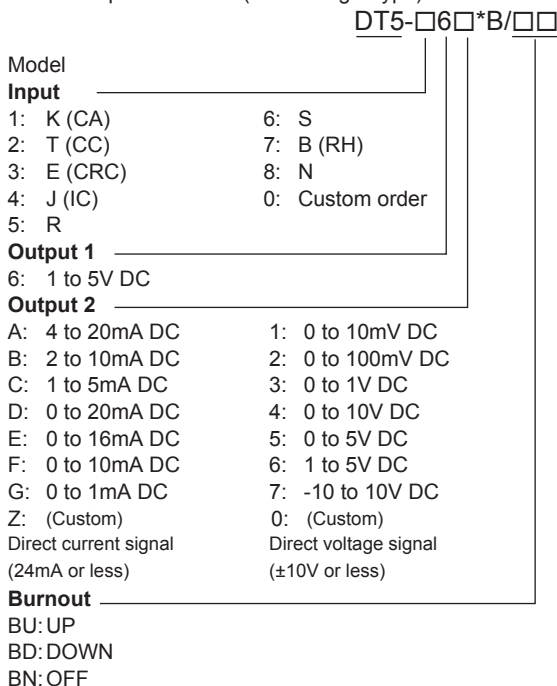 DT5-□6□*B/□□
Model
Input
1: K (CA) 6: S
2: T (CC) 7: B (RH)
3: E (CRC) 8: N
4: J (IC) 0: Custom order
5: R
Output 1
6: 1 to 5V DC
Output 2
A: 4 to 20mA DC 1: 0 to 10mV DC
B: 2 to 10mA DC 2: 0 to 100mV DC
C: 1 to 5mA DC 3: 0 to 1V DC
D: 0 to 20mA DC 4: 0 to 10V DC
E: 0 to 16mA DC 5: 0 to 5V DC
F: 0 to 10mA DC 6: 1 to 5V DC
G: 0 to 1mA DC 7: -10 to 10V DC
Z: (Custom) 0: (Custom)
Direct current signal Direct voltage signal
(24mA or less) (±10V or less)
Burnout
BU: UP
BD: DOWN
BN: OFF